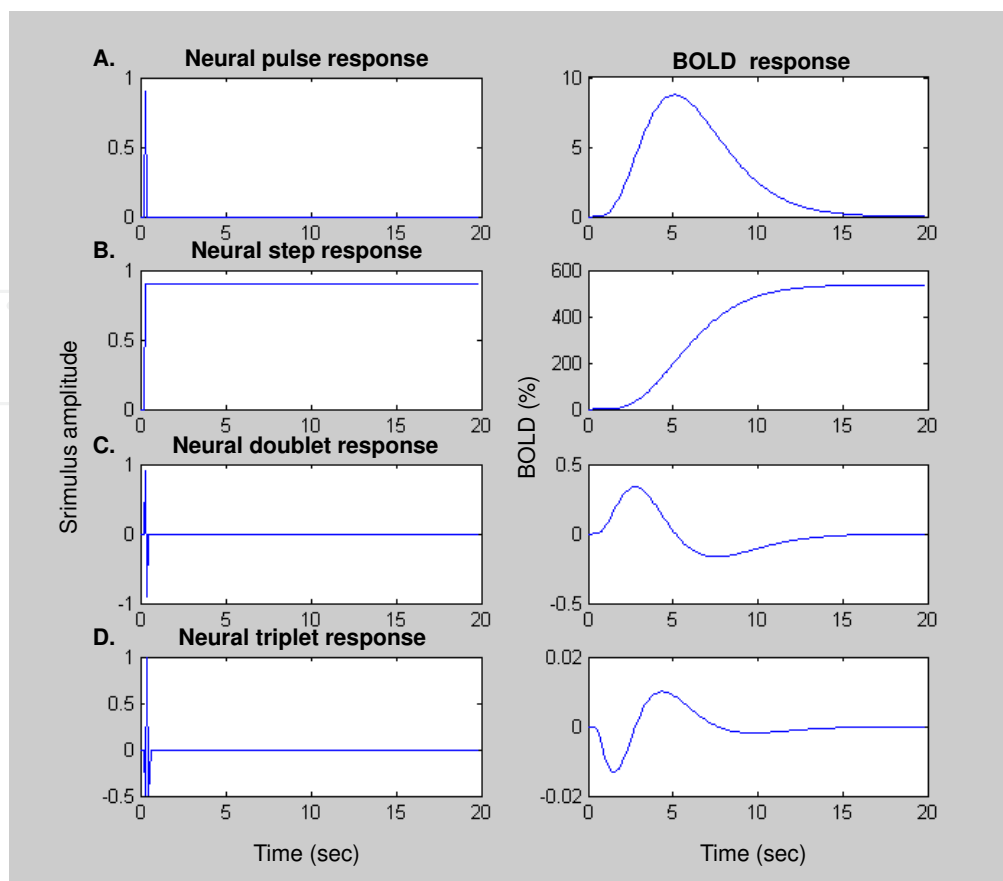 A.
Neural pulse response
BOLD response
1
0.5
0
0 5 10 15 20
10
5
0
0 5 10 15 20
B.
Neural step response
1
0.5
0
0 5 10 15 20
600
400
200
0
0 5 10 15 20
Srimulus amplitude
BOLD (%)
C.
Neural doublet response
1
0
-1
0 5 10 15 20
0.5
0
-0.5
0 5 10 15 20
D.
Neural triplet response
1
0.5
0
-0.5
0 5 10 15 20
0.02
0
-0.02
0 5 10 15 20
Time (sec)
Time (sec)